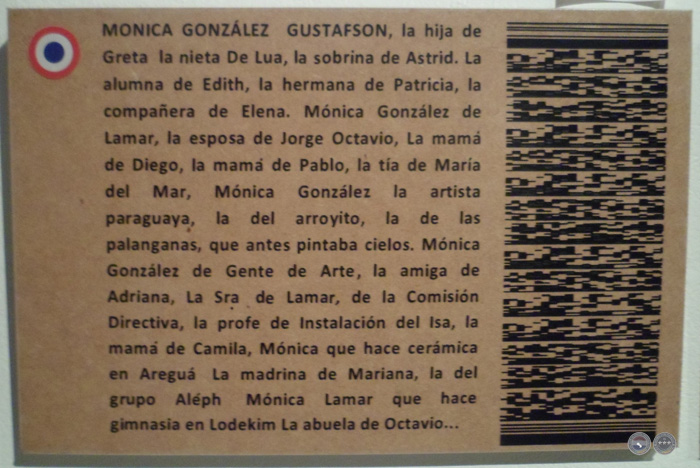 MONICA GONZÁLEZ GUSTAFSON, la hija de
Greta la nieta De Lua, la sobrina de Astrid. La
alumna de Edith, la hermana de Patricia, la
compañera de Elena. Mónica González de
Lamar, la esposa de Jorge Octavio, La mamá
de Diego, la mamá de Pablo, la tía de María
del Mar, Mónica González la artista
paraguaya, la del arroyito, la de las
palanganas, que antes pintaba cielos. Mónica
González de Gente de Arte, la amiga de
Adriana, La Sra de Lamar, de la Comisión
Directiva, la profe de Instalación del Isa, la
mamá de Camila, Mónica que hace cerámica
en Areguá La madrina de Mariana, la del
grupo Aléph Mónica Lamar que hace
gimnasia en Lodekim La abuela de Octavio...